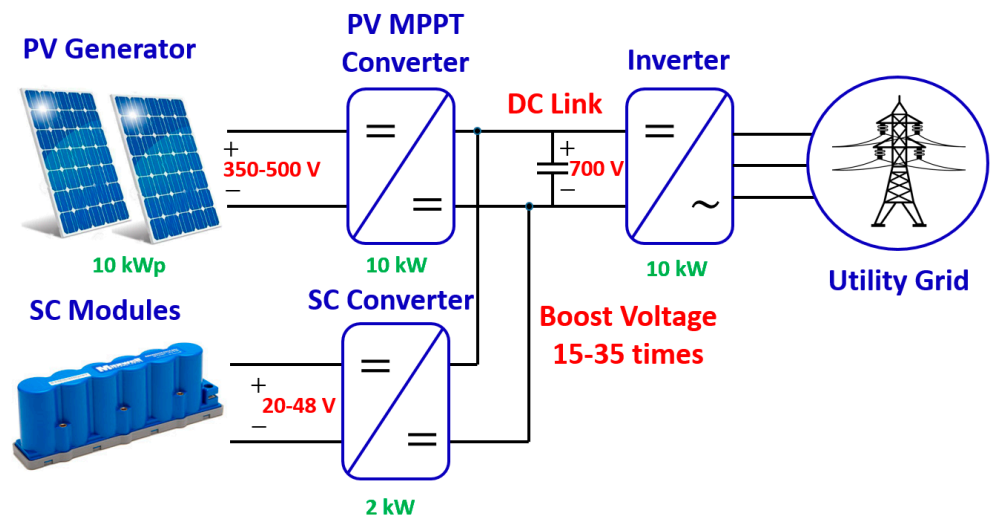 PV Generator
PV MPPT
Converter
Inverter
DC Link
+
350-500 V
−
=
=
+
700 V
−
=
~
10 kWp
10 kW
10 kW
Utility Grid
SC Modules
SC Converter
Boost Voltage
15-35 times
+
20-48 V
−
=
=
2 kW